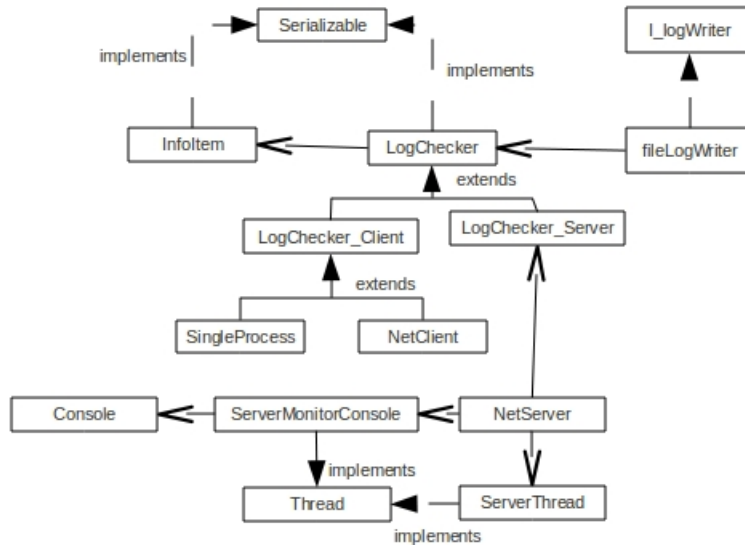 Serializable
I_logWriter
implements
implements
InfoItem
LogChecker
fileLogWriter
extends
LogChecker_Client
LogChecker_Server
extends
SingleProcess
NetClient
Console
ServerMonitorConsole
NetServer
implements
Thread
ServerThread
implements